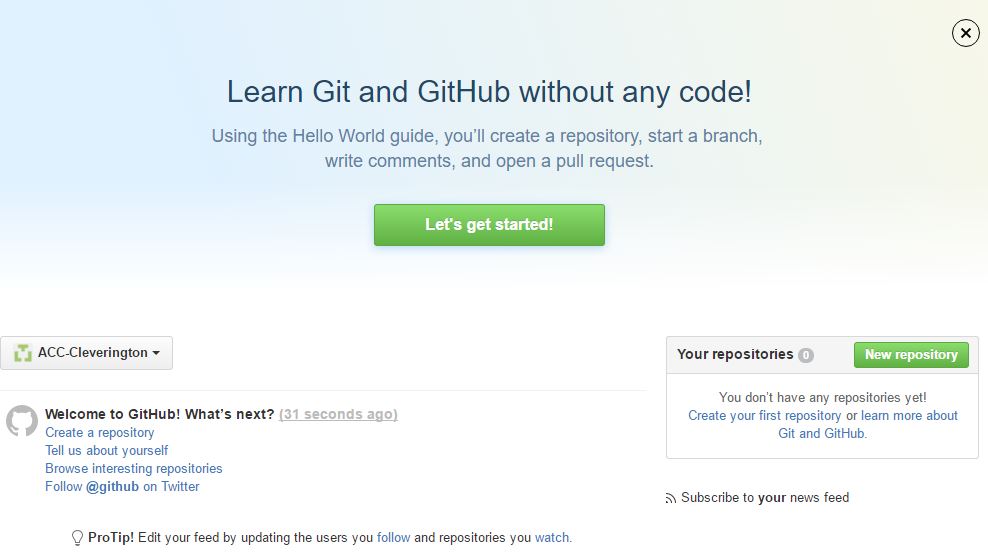 Learn Git and GitHub without any code!
Using the Hello World guide, you’ll create a repository, start a branch,
write comments, and open a pull request.
Let's get started!
ACC-Cleverington
Welcome to GitHub! What’s next? (31 seconds ago)
Create a repository
Tell us about yourself
Browse interesting repositories
Follow @github on Twitter
ProTip! Edit your feed by updating the users you follow and repositories you watch.
Your repositories 0
New repository
You don’t have any repositories yet!
Create your first repository or learn more about
Git and GitHub.
Subscribe to your news feed